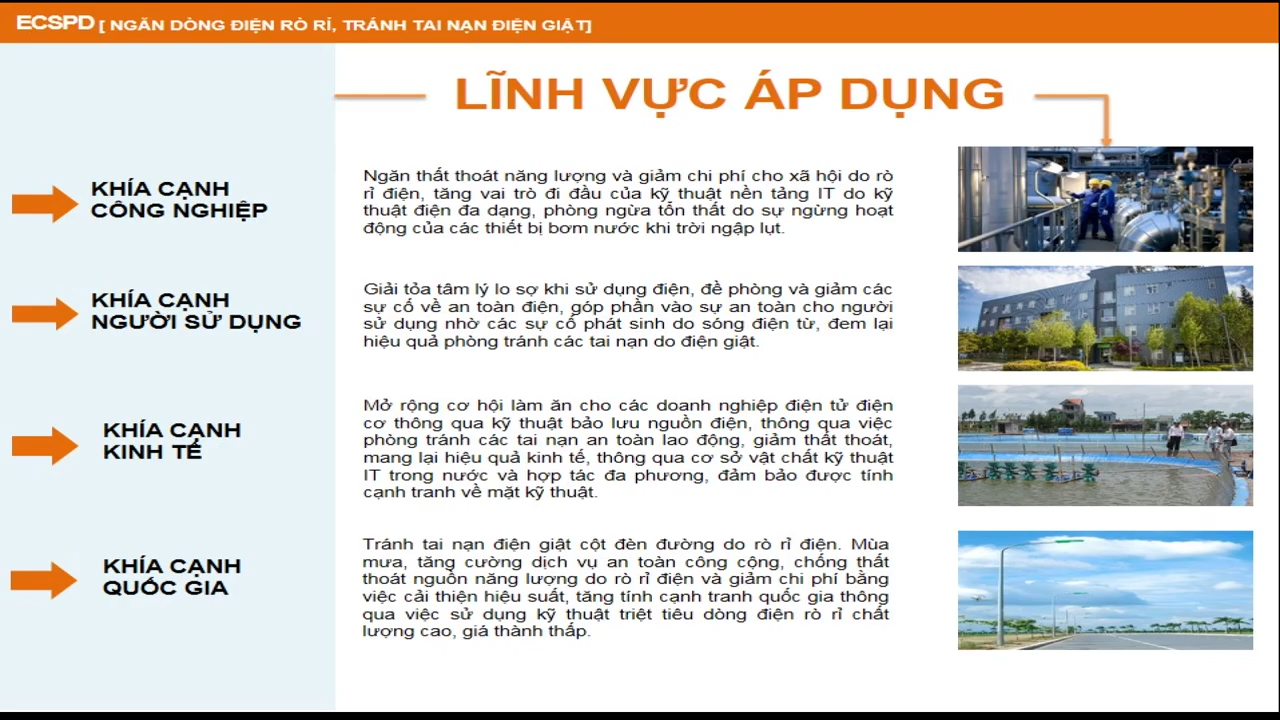 ECSPD [ NGĂN DÒNG ĐIỆN RÒ RỈ, TRÁNH TAI NẠN ĐIỆN GIẬT]
LĨNH VỰC ÁP DỤNG
KHÍA CẠNH
CÔNG NGHIỆP
Ngăn thất thoát năng lượng và giảm chi phí cho xã hội do rò
rỉ điện, tăng vai trò đi đầu của kỹ thuật nền tảng IT do kỹ
thuật điện đa dạng, phòng ngừa tổn thất do sự ngừng hoạt
động của các thiết bị bơm nước khi trời ngập lụt.
KHÍA CẠNH
NGƯỜI SỬ DỤNG
Giải tỏa tâm lý lo sợ khi sử dụng điện, đề phòng và giảm các
sự cố về an toàn điện, góp phần vào sự an toàn cho người
sử dụng nhờ các sự cố phát sinh do sóng điện từ, đem lại
hiệu quả phòng tránh các tai nạn do điện giật.
KHÍA CẠNH
KINH TẾ
Mở rộng cơ hội làm ăn cho các doanh nghiệp điện tử điện
cơ thông qua kỹ thuật bảo lưu nguồn điện, thông qua việc
phòng tránh các tai nạn an toàn lao động, giảm thất thoát,
mang lại hiệu quả kinh tế, thông qua cơ sở vật chất kỹ thuật
IT trong nước và hợp tác đa phương, đảm bảo được tính
cạnh tranh về mặt kỹ thuật.
KHÍA CẠNH
QUỐC GIA
Tránh tai nạn điện giật cột đèn đường do rò rỉ điện. Mùa
mưa, tăng cường dịch vụ an toàn công cộng, chống thất
thoát nguồn năng lượng do rò rỉ điện và giảm chi phí bằng
việc cải thiện hiệu suất, tăng tính cạnh tranh quốc gia thông
qua việc sử dụng kỹ thuật triệt tiêu dòng điện rò rỉ chất
lượng cao, giá thành thấp.